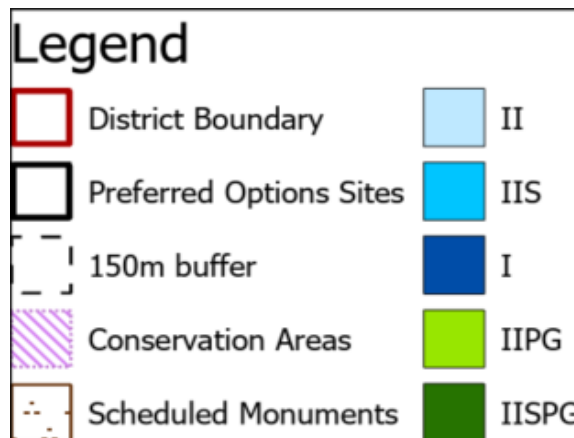 Legend
District Boundary
Preferred Options Sites
150m buffer
Conservation Areas
Scheduled Monuments
II
IIS
I
IIPG
IISPG